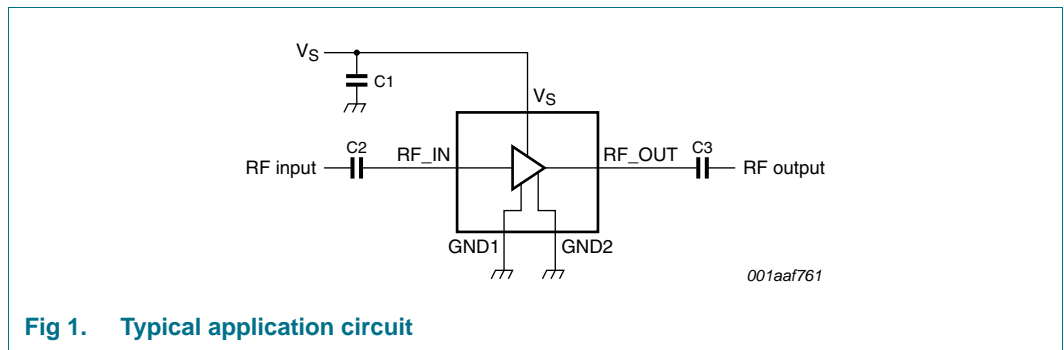 VS
C1
VS
C2
RF_IN
RF_OUT
C3
RF input
RF output
GND1
GND2
001aaf761
Fig 1. Typical application circuit